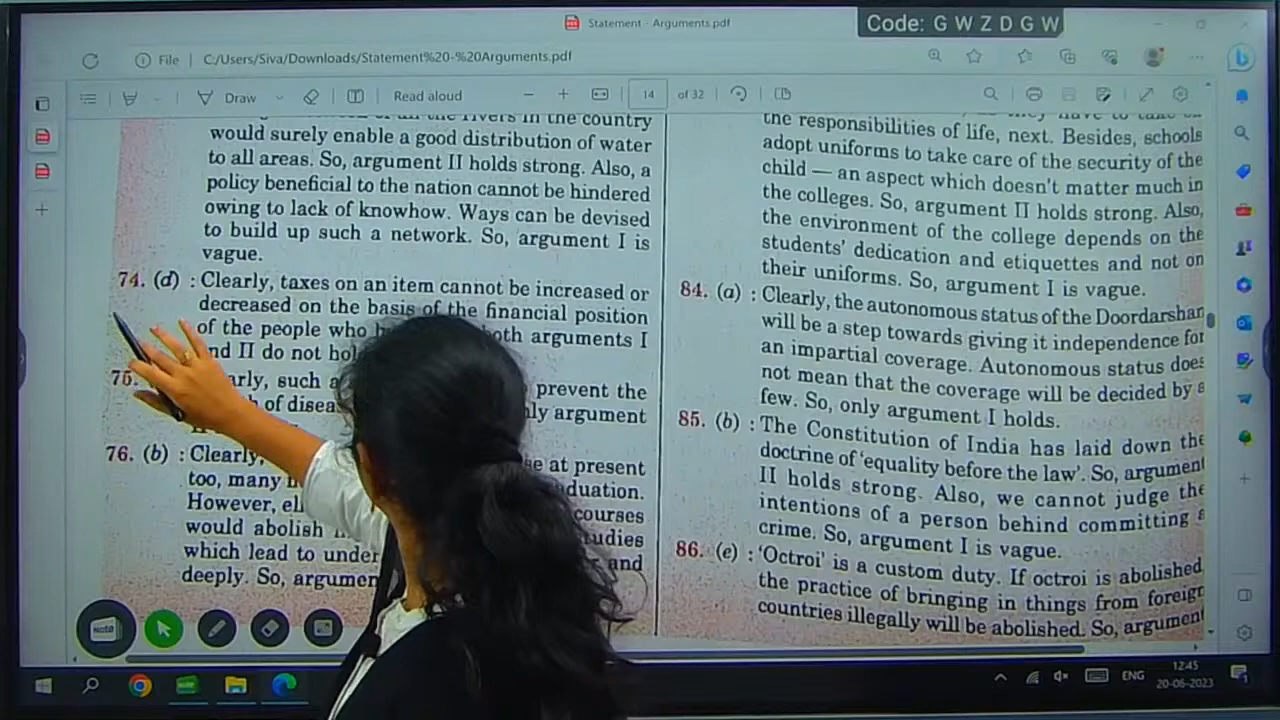 Statement - Arguments.pdf
Code: G W Z D G W
File
C:/Users/Siva/Downloads/Statement%20-%20Arguments.pdf
Draw
Read aloud
14
of 32
the rivers in the country
would surely enable a good distribution of water
to all areas. So, argument II holds strong. Also, a
policy beneficial to the nation cannot be hindered
owing to lack of knowhow. Ways can be devised
to build up such a network. So, argument I is
vague.
74. (d) : Clearly, taxes on an item cannot be increased or
decreased on the basis of the financial position
of the people who both arguments I
and II do not
75. such prevent the
of argument
76. (b) : Clearly, at present
too, many
However, courses
would abolish
which lead to and
deeply. So,
the responsibilities of life, next. Besides, schools
adopt uniforms to take care of the security of the
child — an aspect which doesn't matter much in
the colleges. So, argument II holds strong. Also,
the environment of the college depends on the
students' dedication and etiquettes and not on
their uniforms. So, argument I is vague.
84. (a) : Clearly, the autonomous status of the Doordarshan
will be a step towards giving it independence for
an impartial coverage. Autonomous status does
not mean that the coverage will be decided by a
few. So, only argument I holds.
85. (b) : The Constitution of India has laid down the
doctrine of 'equality before the law'. So, argument
II holds strong. Also, we cannot judge the
intentions of a person behind committing a
crime. So, argument I is vague.
86. (e) : 'Octroi' is a custom duty. If octroi is abolished
the practice of bringing in things from foreign
countries illegally will be abolished. So, argument
Note
ENG
12:45
20-06-2023